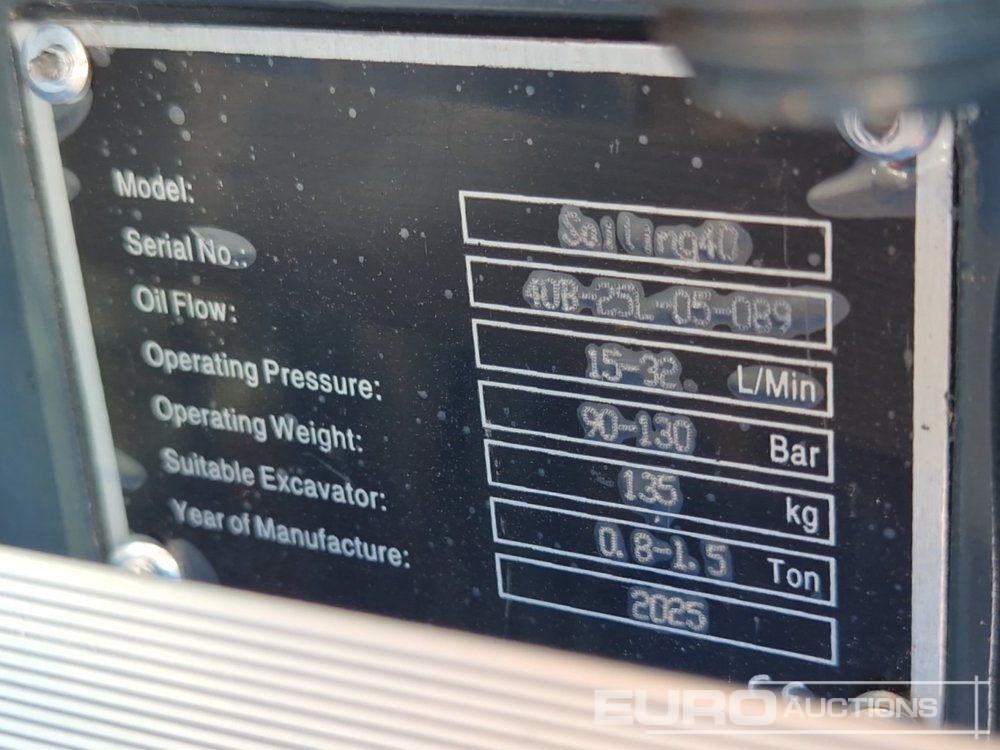 Model: Soiling40
Serial No.: 40B-25L-05-089
Oil Flow: 15-32 L/Min
Operating Pressure: 90-130 Bar
Operating Weight: 135 kg
Suitable Excavator: 0.8-1.5 Ton
Year of Manufacture: 2025
EURO AUCTIONS